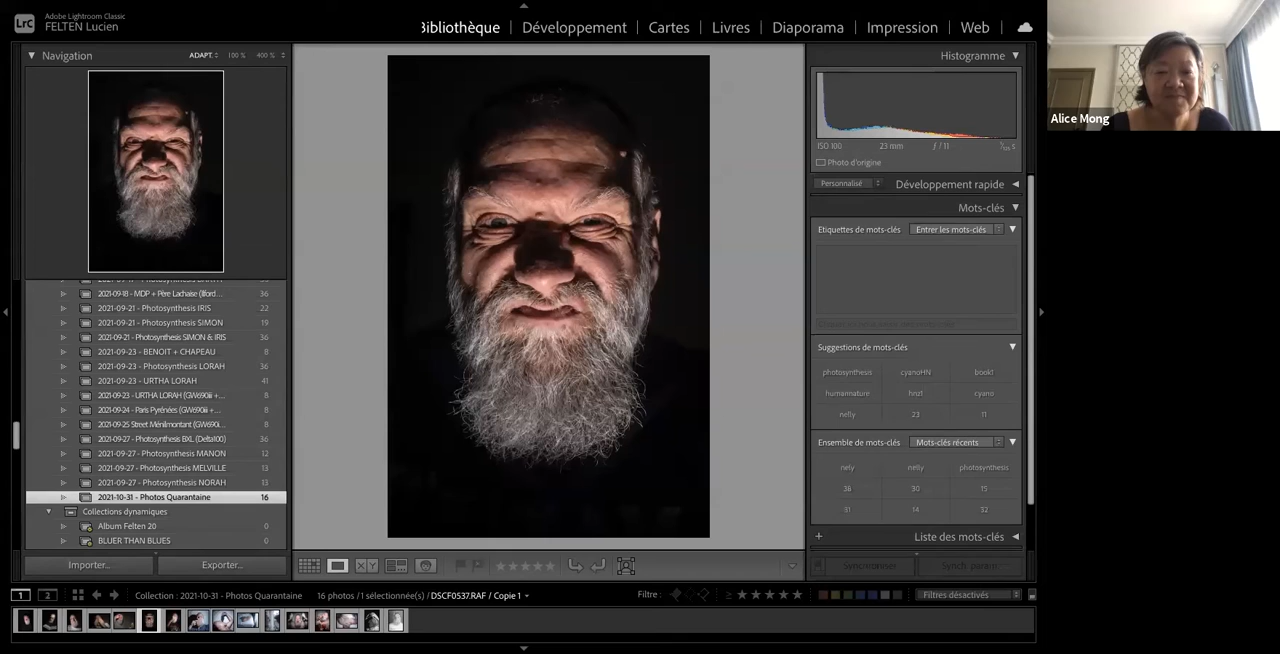 LrC
Adobe Lightroom Classic
FELTEN Lucien
Bibliothèque
Développement
Cartes
Livres
Diaporama
Impression
Web
Navigation
ADAPT.
100 %
400 %
2021-09-18 - MDP + Père Lachaise (Ilford... 36
2021-09-21 - Photosynthesis IRIS 22
2021-09-21 - Photosynthesis SIMON 19
2021-09-21 - Photosynthesis SIMON & IRIS 36
2021-09-23 - BENOIT + CHAPEAU 8
2021-09-23 - Photosynthesis LORAH 36
2021-09-23 - URTHA LORAH 41
2021-09-23 - URTHA LORAH (GW690iii +... 8
2021-09-24 - Paris Pyrénées (GW690iii +... 8
2021-09-25 Street Ménilmontant (GW690... 8
2021-09-27 - Photosynthesis BXL (Delta100) 36
2021-09-27 - Photosynthesis MANON 12
2021-09-27 - Photosynthesis MELVILLE 13
2021-09-27 - Photosynthesis NORAH 13
2021-10-31 - Photos Quarantaine 16
Collections dynamiques
Album Felten 20 0
BLUER THAN BLUES 0
Importer...
Exporter...
Histogramme
ISO 100
23 mm
ƒ / 11
Photo d'origine
Personnalisé
Développement rapide
Mots-clés
Etiquettes de mots-clés
Entrer les mots-clés
Suggestions de mots-clés
photosynthesis cyanoHN book1
humannature hnz1 cyano
nelly 23 11
Ensemble de mots-clés
Mots-clés récents
nely nelly photosynthesis
36 30 15
31 14 32
Liste des mots-clés
Synchroniser
Synch. param.
XY
1
2
Collection : 2021-10-31 - Photos Quarantaine
16 photos / 1 sélectionnée(s) / DSCF0537.RAF / Copie 1
Filtre :
Filtres désactivés
Alice Mong